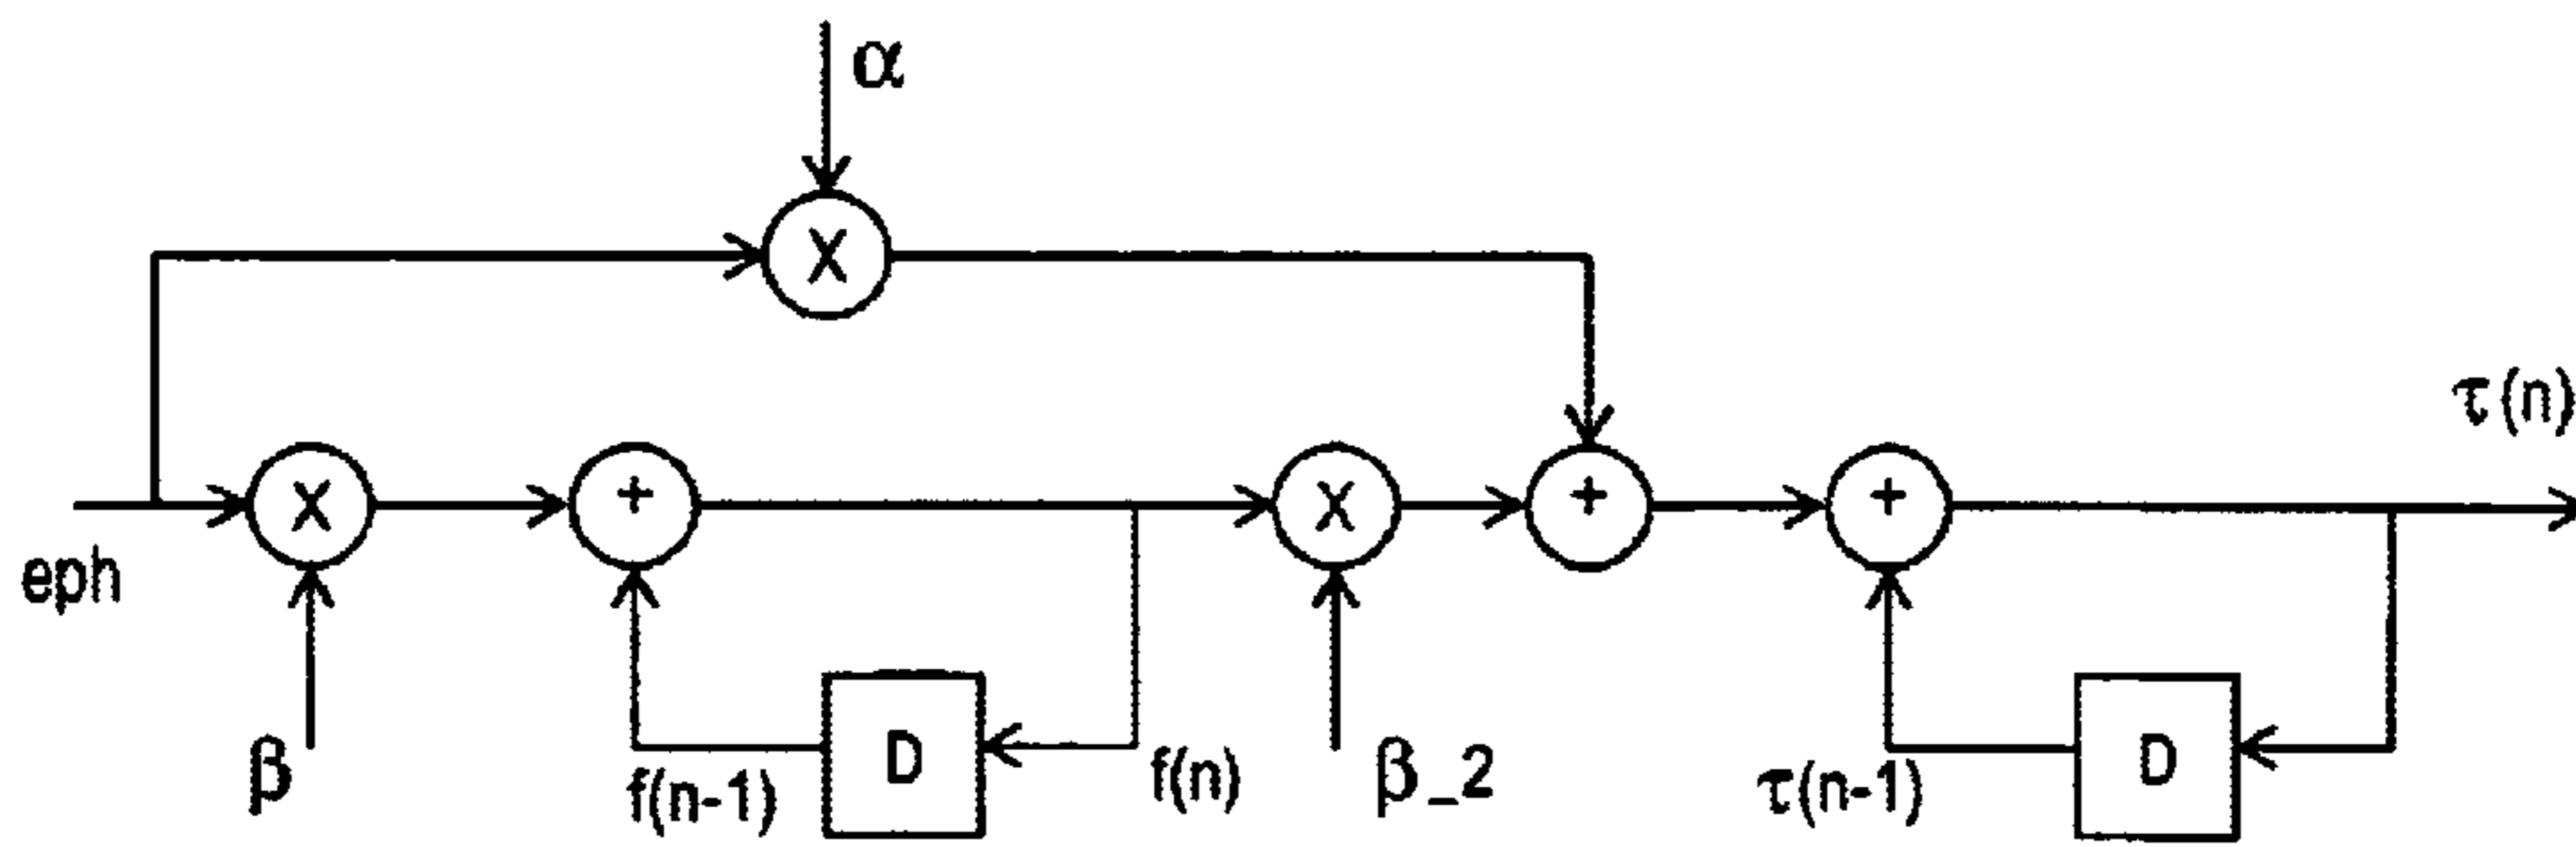 α
X
τ(n)
X
+
X
+
+
eph
β
f(n-1)
D
f(n)
β_2
τ(n-1)
D